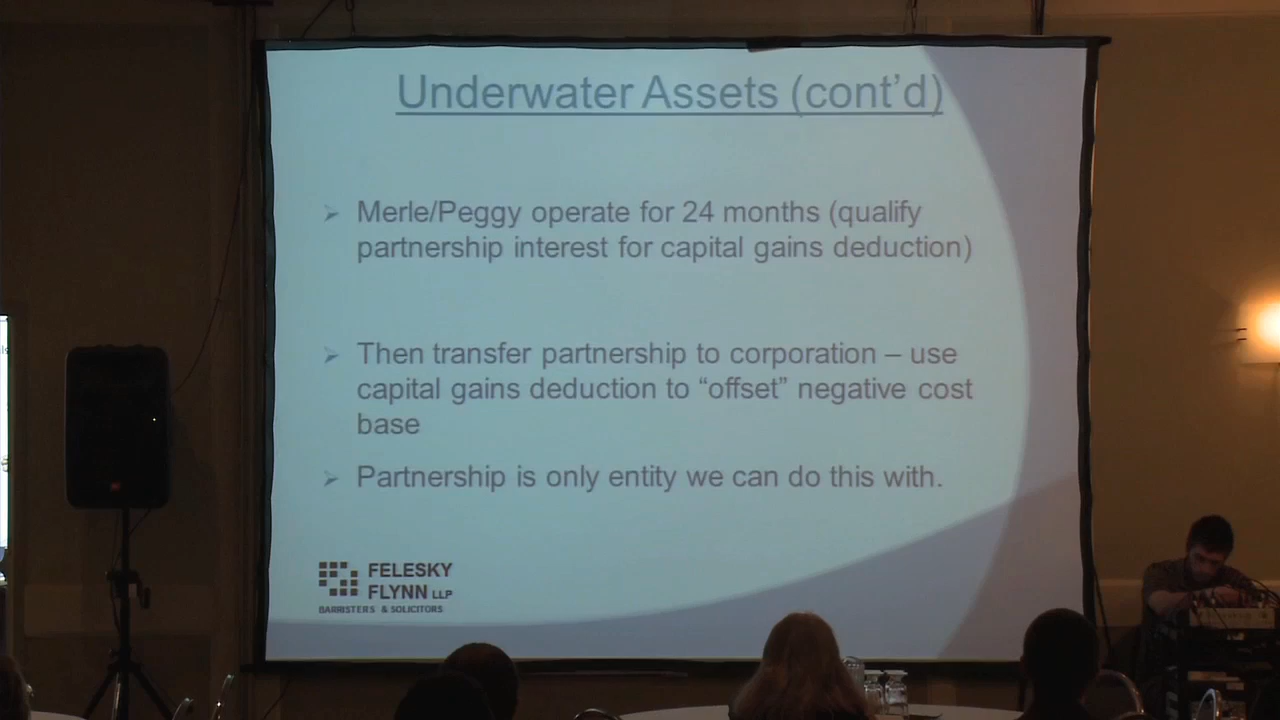 Underwater Assets (cont'd)
Merle/Peggy operate for 24 months (qualify
partnership interest for capital gains deduction)
Then transfer partnership to corporation – use
capital gains deduction to “offset” negative cost
base
Partnership is only entity we can do this with.
FELESKY
FLYNN LLP
BARRISTERS & SOLICITORS